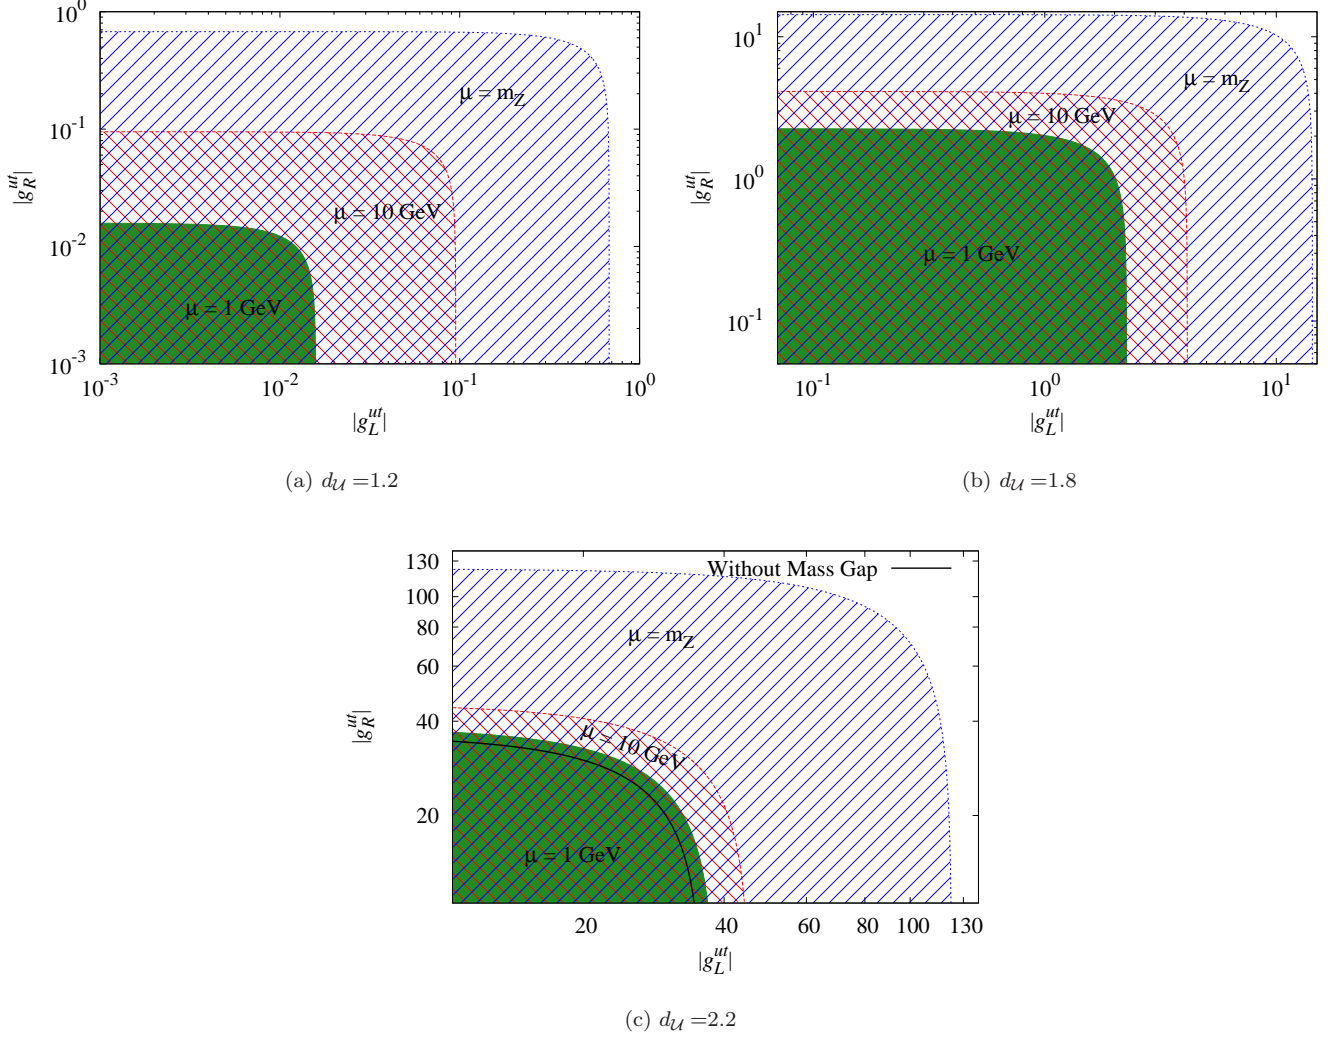 10^0
10^-1
10^-2
10^-3
|g_R^{ut}|
μ = m_Z
μ = 10 GeV
μ = 1 GeV
10^-3 10^-2 10^-1 10^0
|g_L^{ut}|
(a) d_𝒰 =1.2
10^1
10^0
10^-1
|g_R^{ut}|
μ = m_Z
μ = 10 GeV
μ = 1 GeV
10^-1 10^0 10^1
|g_L^{ut}|
(b) d_𝒰 =1.8
130
100
80
60
40
20
|g_R^{ut}|
Without Mass Gap
μ = m_Z
μ = 10 GeV
μ = 1 GeV
20 40 60 80 100 130
|g_L^{ut}|
(c) d_𝒰 =2.2